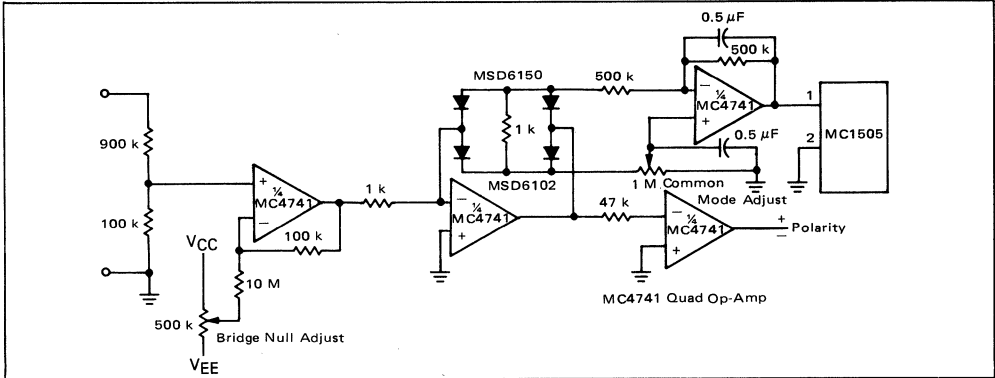 0.5 μF
500 k
MSD6150
500 k
−
¼
MC4741
+
1
2
MC1505
900 k
1 k
0.5 μF
MSD6102
1 M Common
Mode Adjust
+
¼
MC4741
−
1 k
−
¼
MC4741
+
47 k
−
¼
MC4741
+
+
−
Polarity
100 k
100 k
VCC
10 M
500 k
Bridge Null Adjust
VEE
MC4741 Quad Op-Amp